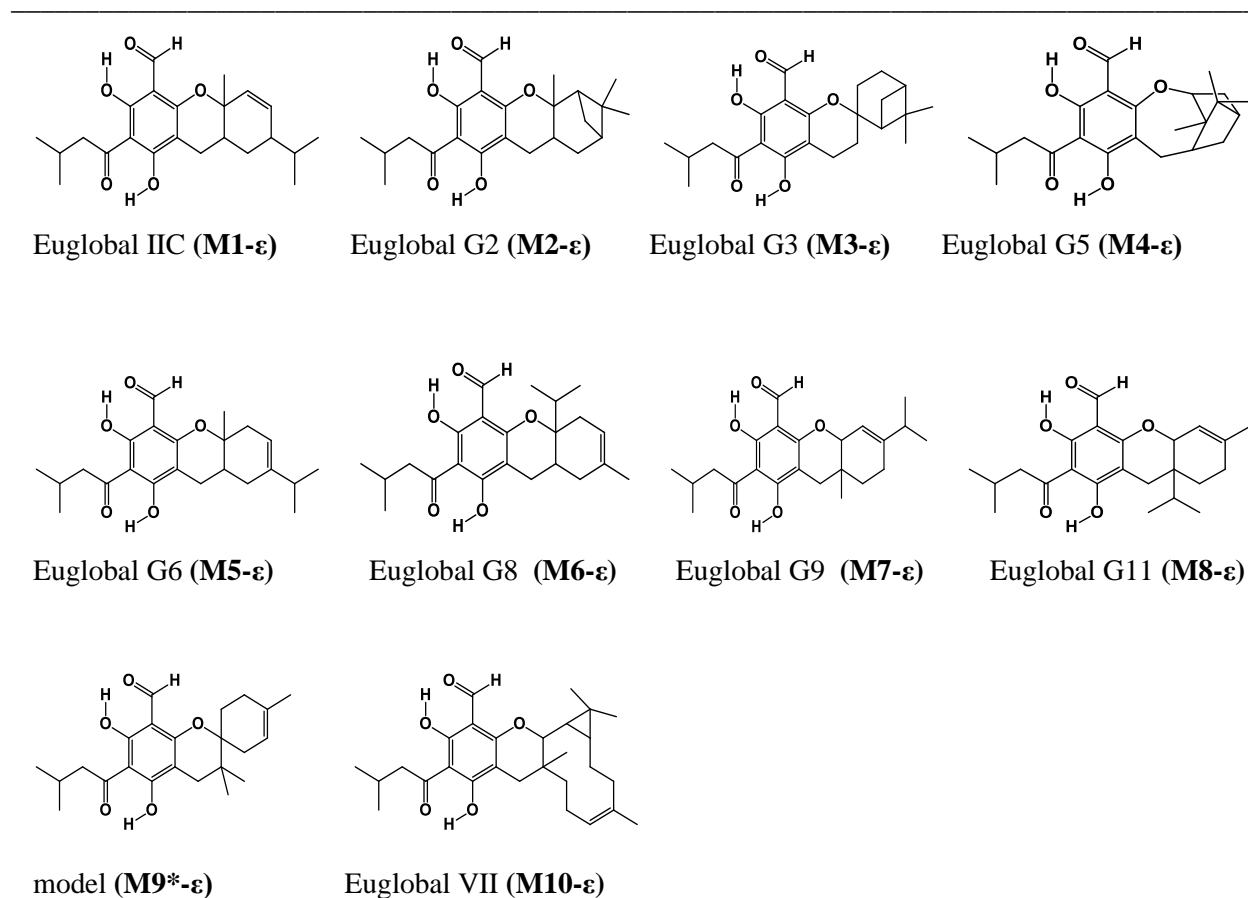 O H
H
O
O
O
O
H
Euglobal IIC (M1-ε)
O H
H
O
O
O
O
H
Euglobal G2 (M2-ε)
O H
H
O
O
O
O
H
Euglobal G3 (M3-ε)
O H
H
O
O
O
O
H
Euglobal G5 (M4-ε)
O H
H
O
O
O
O
H
Euglobal G6 (M5-ε)
O H
H
O
O
O
O
H
Euglobal G8 (M6-ε)
O H
H
O
O
O
O
H
Euglobal G9 (M7-ε)
O H
H
O
O
O
O
H
Euglobal G11 (M8-ε)
O H
H
O
O
O
O
H
model (M9*-ε)
O H
H
O
O
O
O
H
Euglobal VII (M10-ε)